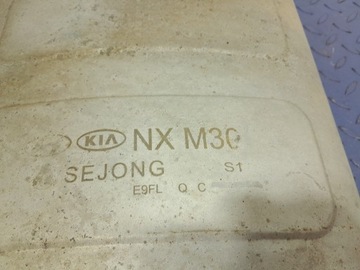 KIA NX M30
SEJONG S1
E9FL Q C